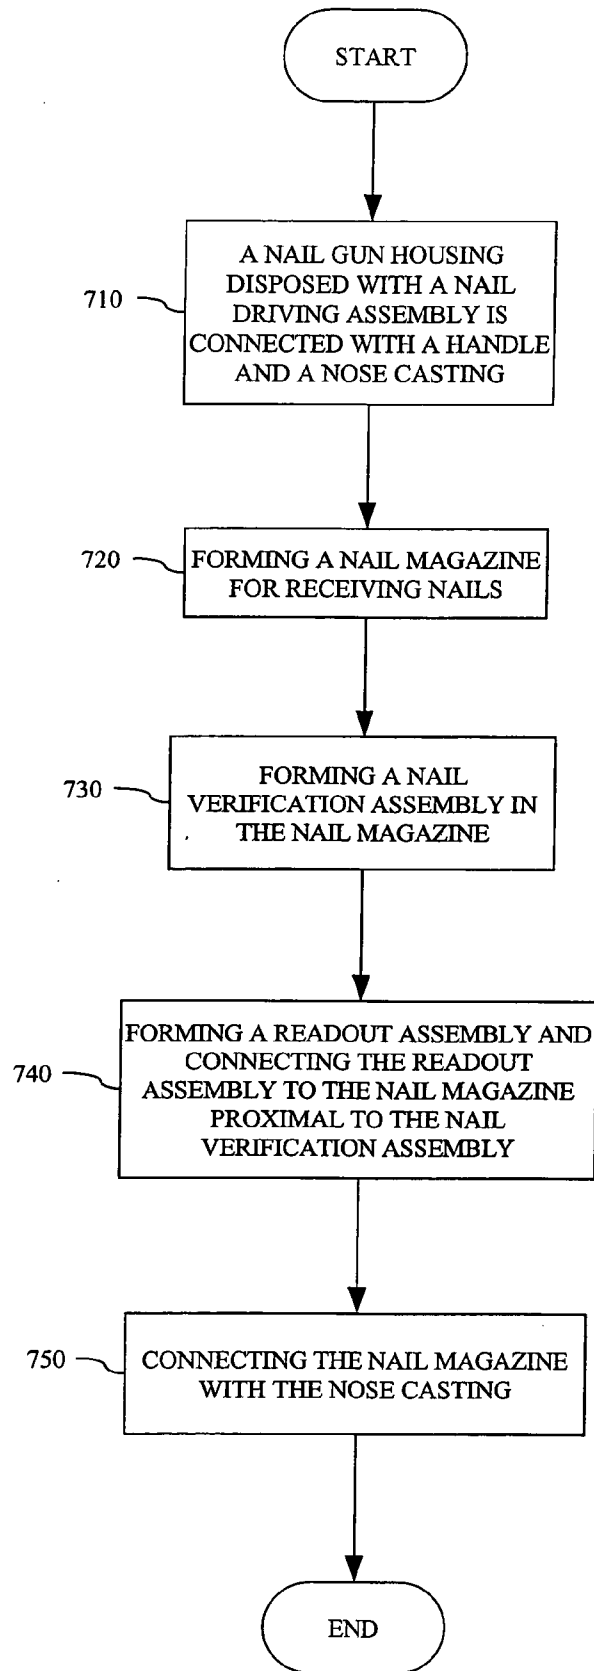 START
710
A NAIL GUN HOUSING
DISPOSED WITH A NAIL
DRIVING ASSEMBLY IS
CONNECTED WITH A HANDLE
AND A NOSE CASTING
720
FORMING A NAIL MAGAZINE
FOR RECEIVING NAILS
730
FORMING A NAIL
VERIFICATION ASSEMBLY IN
THE NAIL MAGAZINE
740
FORMING A READOUT ASSEMBLY AND
CONNECTING THE READOUT
ASSEMBLY TO THE NAIL MAGAZINE
PROXIMAL TO THE NAIL
VERIFICATION ASSEMBLY
750
CONNECTING THE NAIL MAGAZINE
WITH THE NOSE CASTING
END